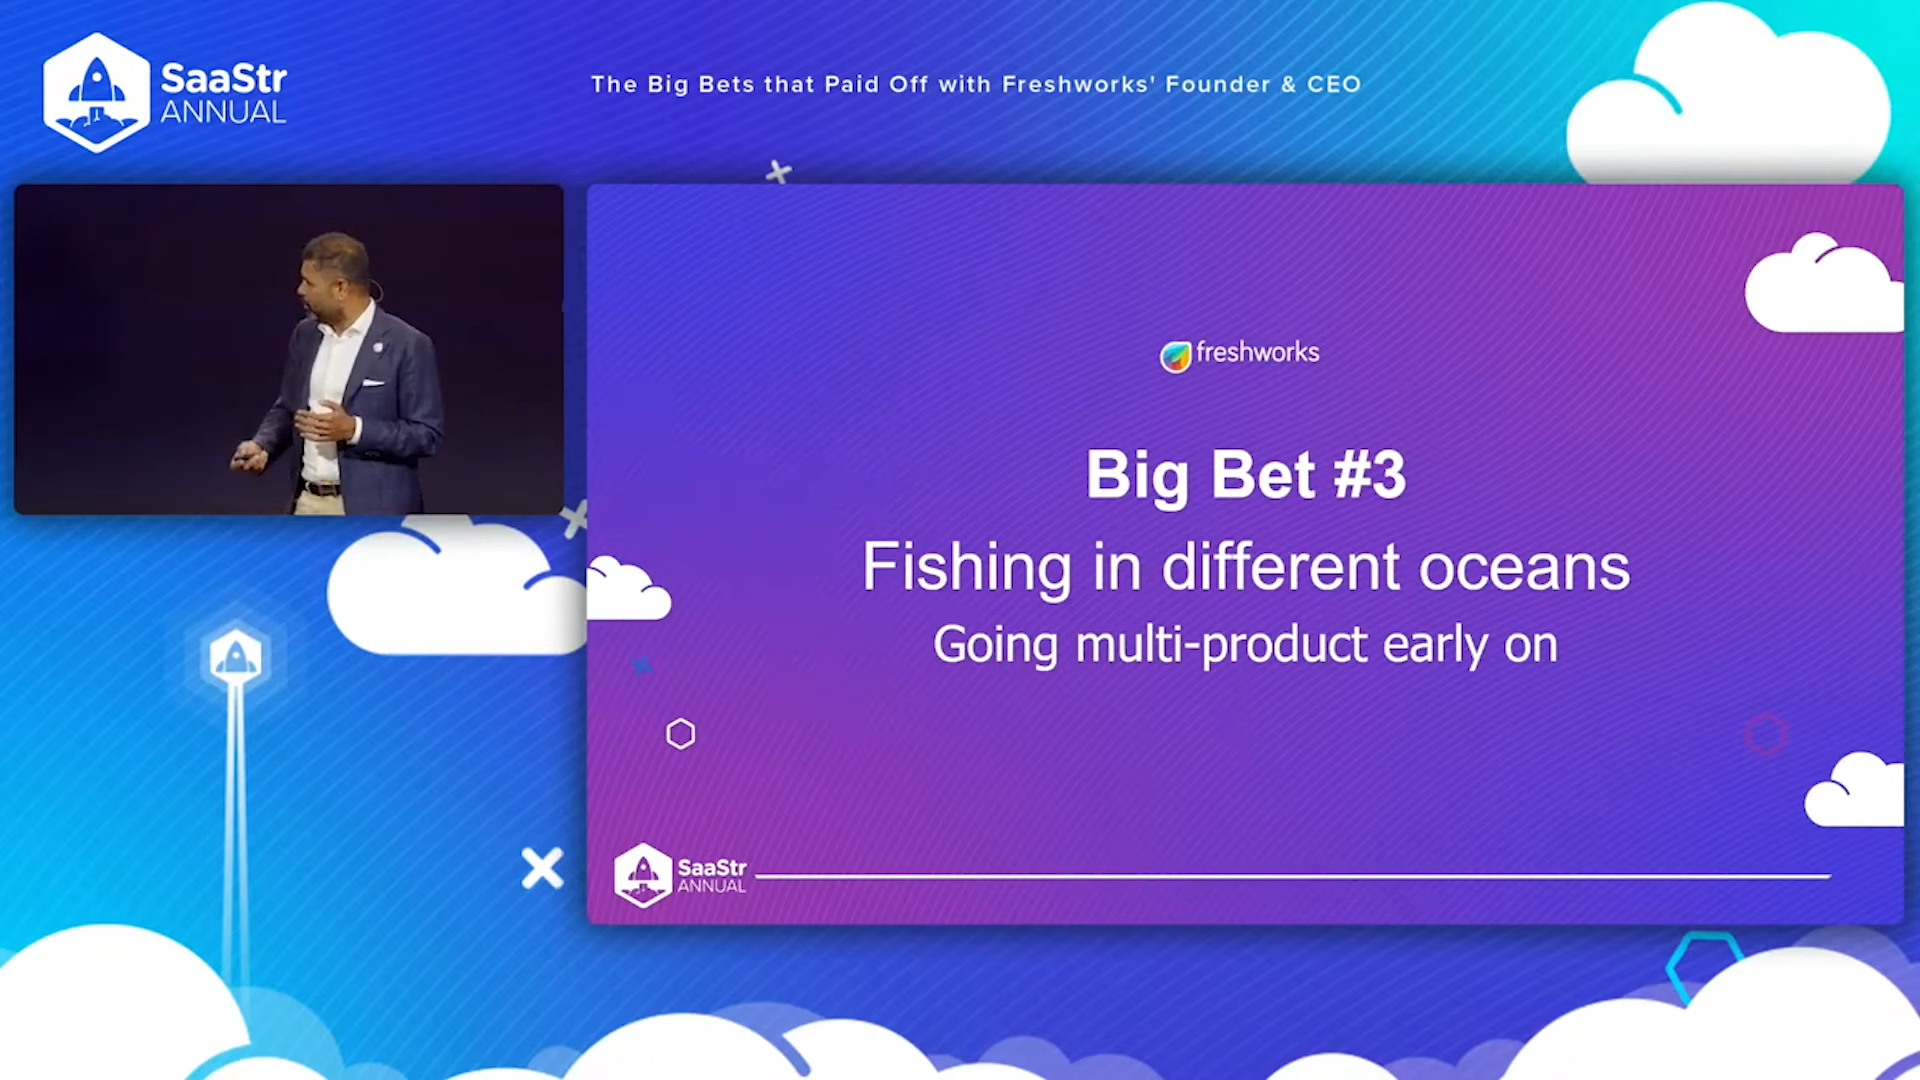 SaaStr
ANNUAL
The Big Bets that Paid Off with Freshworks' Founder & CEO
freshworks
Big Bet #3
Fishing in different oceans
Going multi-product early on
SaaStr
ANNUAL